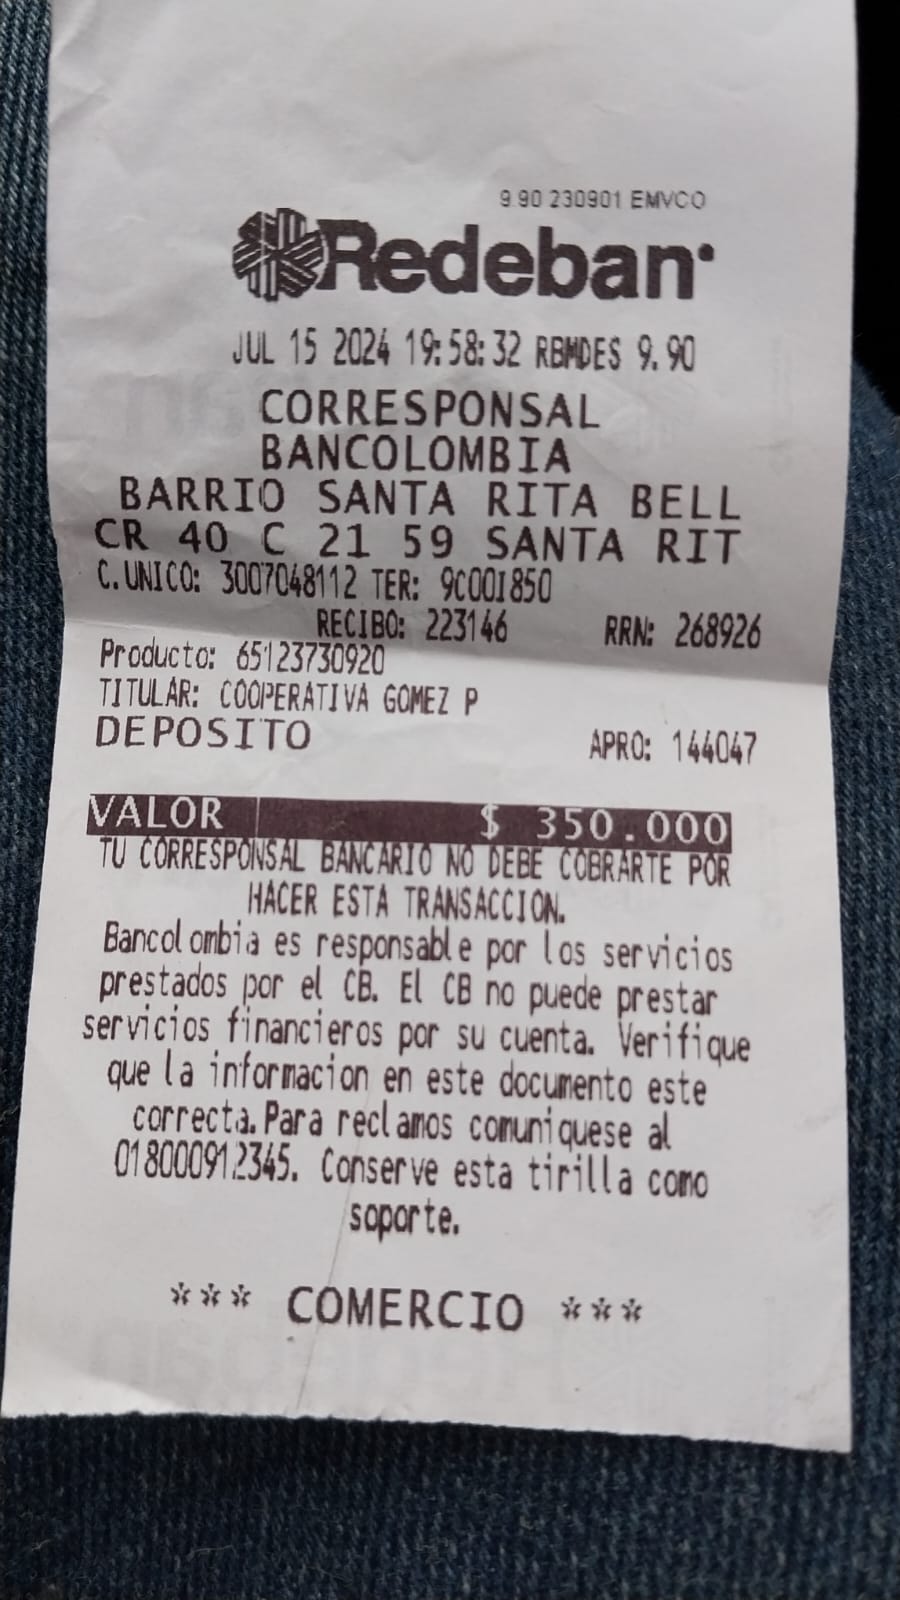 9.90 230901 EMVCO
Redeban
JUL 15 2024 19:58:32 RBMDES 9.90
CORRESPONSAL
BANCOLOMBIA
BARRIO SANTA RITA BELL
CR 40 C 21 59 SANTA RIT
C.UNICO: 3007048112 TER: 9C00I850
RECIBO: 223146 RRN: 268926
Producto: 65123730920
TITULAR: COOPERATIVA GOMEZ P
DEPOSITO APRO: 144047
VALOR $ 350.000
TU CORRESPONSAL BANCARIO NO DEBE COBRARTE POR
HACER ESTA TRANSACCION.
Bancolombia es responsable por los servicios
prestados por el CB. El CB no puede prestar
servicios financieros por su cuenta. Verifique
que la informacion en este documento este
correcta.Para reclamos comuniquese al
018000912345. Conserve esta tirilla como
soporte.
*** COMERCIO ***